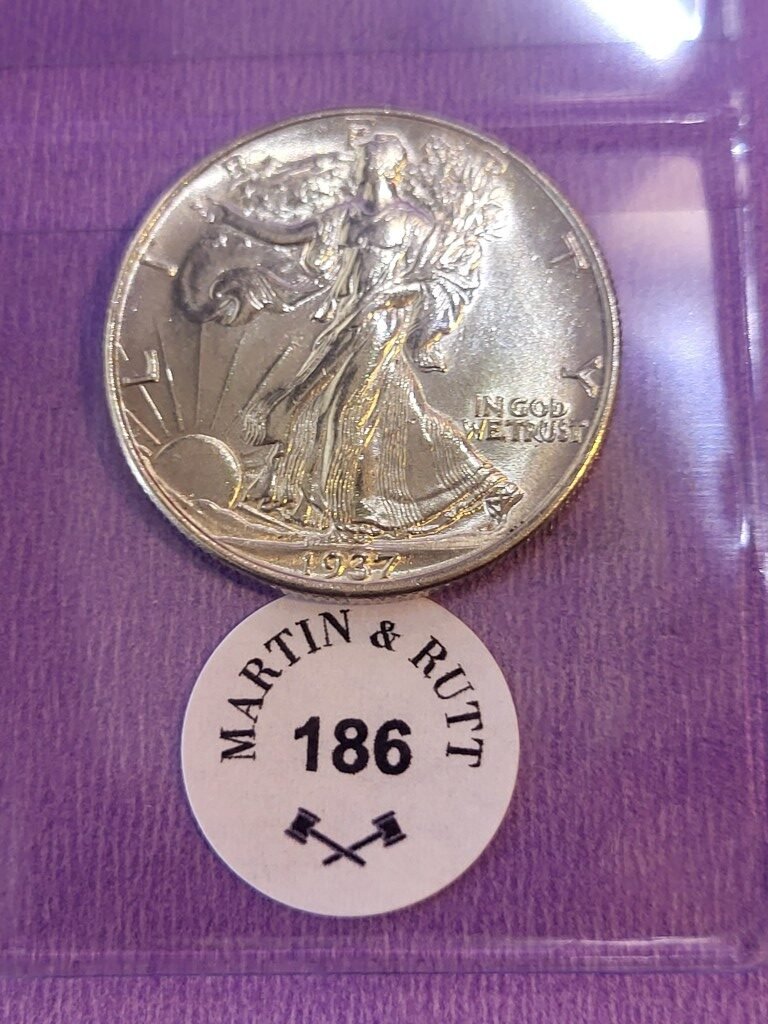 LIBERTY
IN GOD
WE TRUST
1937
MARTIN & RUTT
186